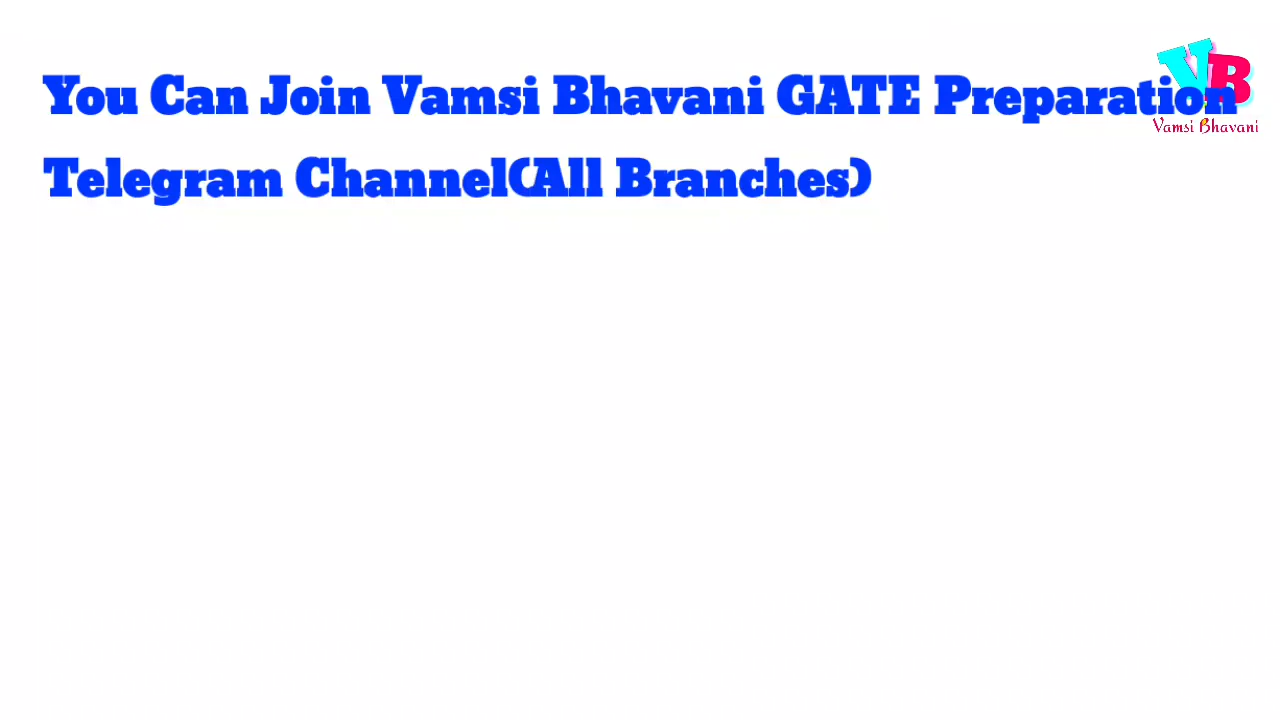 You Can Join Vamsi Bhavani GATE Preparation
Telegram Channel(All Branches)
VB
Vamsi Bhavani